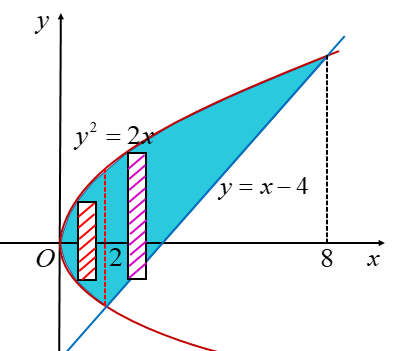 y
y² = 2x
y = x − 4
O
2
8
x